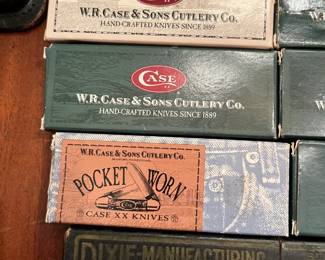 CASE
W.R. CASE & SONS CUTLERY CO.
HAND-CRAFTED KNIVES SINCE 1889
CASE
W.R. CASE & SONS CUTLERY CO.
HAND-CRAFTED KNIVES SINCE 1889
W.R. CASE & SONS CUTLERY CO.
POCKET WORN
CASE XX KNIVES
DIXIE-MANUFACTURING